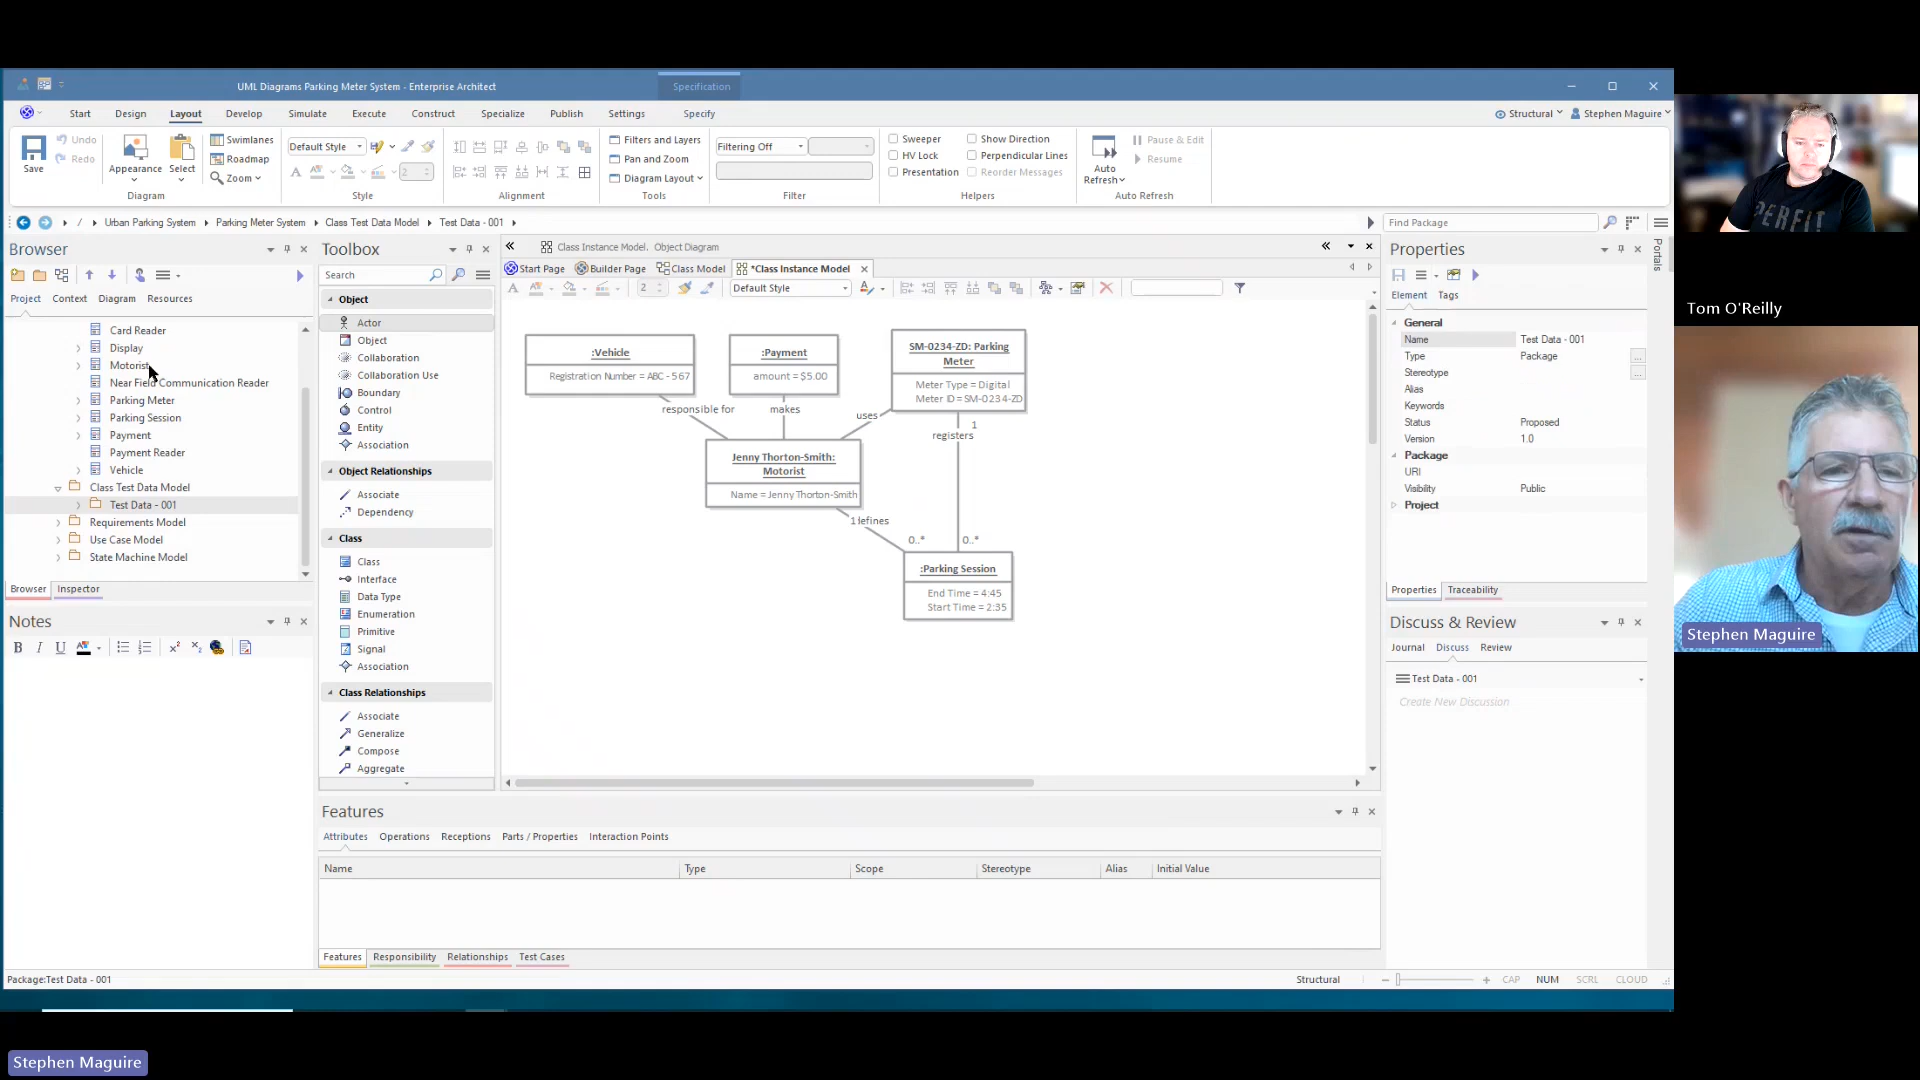 UML Diagrams Parking Meter System - Enterprise Architect
Specification
Start Design Layout Develop Simulate Execute Construct Specialize Publish Settings Specify
Structural Stephen Maguire
Save
Undo
Redo
Appearance
Select
Swimlanes
Roadmap
Zoom
Diagram
Default Style
2
Style
Alignment
Filters and Layers
Pan and Zoom
Diagram Layout
Tools
Filtering Off
Filter
Sweeper
HV Lock
Presentation
Show Direction
Perpendicular Lines
Reorder Messages
Helpers
Auto Refresh
Pause & Edit
Resume
Auto Refresh
/ Urban Parking System Parking Meter System Class Test Data Model Test Data - 001
Find Package
Portals
Browser
Project Context Diagram Resources
Card Reader
Display
Motorist
Near Field Communication Reader
Parking Meter
Parking Session
Payment
Payment Reader
Vehicle
Class Test Data Model
Test Data - 001
Requirements Model
Use Case Model
State Machine Model
Browser Inspector
Notes
B I U
Toolbox
Search
Object
Actor
Object
Collaboration
Collaboration Use
Boundary
Control
Entity
Association
Object Relationships
Associate
Dependency
Class
Class
Interface
Data Type
Enumeration
Primitive
Signal
Association
Class Relationships
Associate
Generalize
Compose
Aggregate
Class Instance Model. Object Diagram
Start Page Builder Page Class Model *Class Instance Model
2
Default Style
:Vehicle
Registration Number = ABC - 567
:Payment
amount = $5.00
SM-0234-ZD: Parking
Meter
Meter Type = Digital
Meter ID = SM-0234-ZD
responsible for
makes
uses
1
registers
Jenny Thorton-Smith:
Motorist
Name = Jenny Thorton-Smith
1
0..*
0..*
:Parking Session
End Time = 4:45
Start Time = 2:35
Features
Attributes Operations Receptions Parts / Properties Interaction Points
Name Type Scope Stereotype Alias Initial Value
Features Responsibility Relationships Test Cases
Properties
Element Tags
General
Name Test Data - 001
Type Package
Stereotype
Alias
Keywords
Status Proposed
Version 1.0
Package
URI
Visibility Public
Project
Properties Traceability
Discuss & Review
Journal Discuss Review
Test Data - 001
Create New Discussion
Package:Test Data - 001
Structural
CAP NUM SCRL CLOUD
Tom O'Reilly
Stephen Maguire
Stephen Maguire